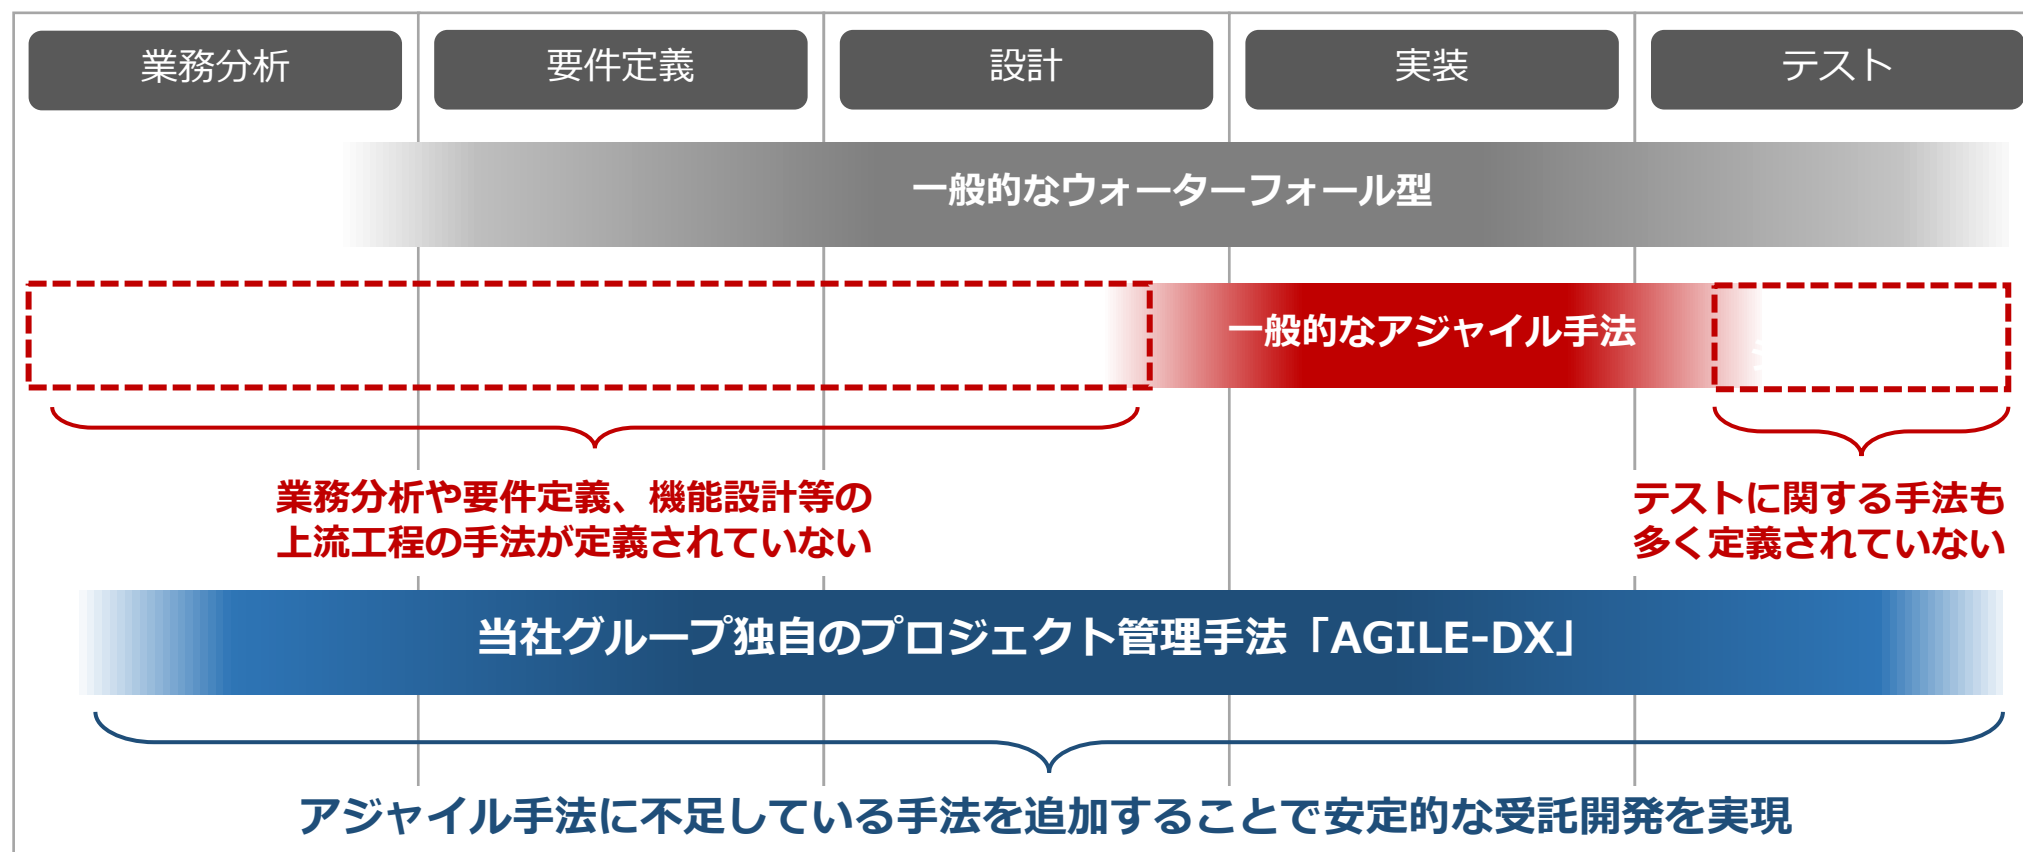 業務分析
要件定義
設計
実装
テスト
一般的なウォーターフォール型
一般的なアジャイル手法
業務分析や要件定義、機能設計等の
上流工程の手法が定義されていない
テストに関する手法も
多く定義されていない
当社グループ独自のプロジェクト管理手法「AGILE-DX」
アジャイル手法に不足している手法を追加することで安定的な受託開発を実現